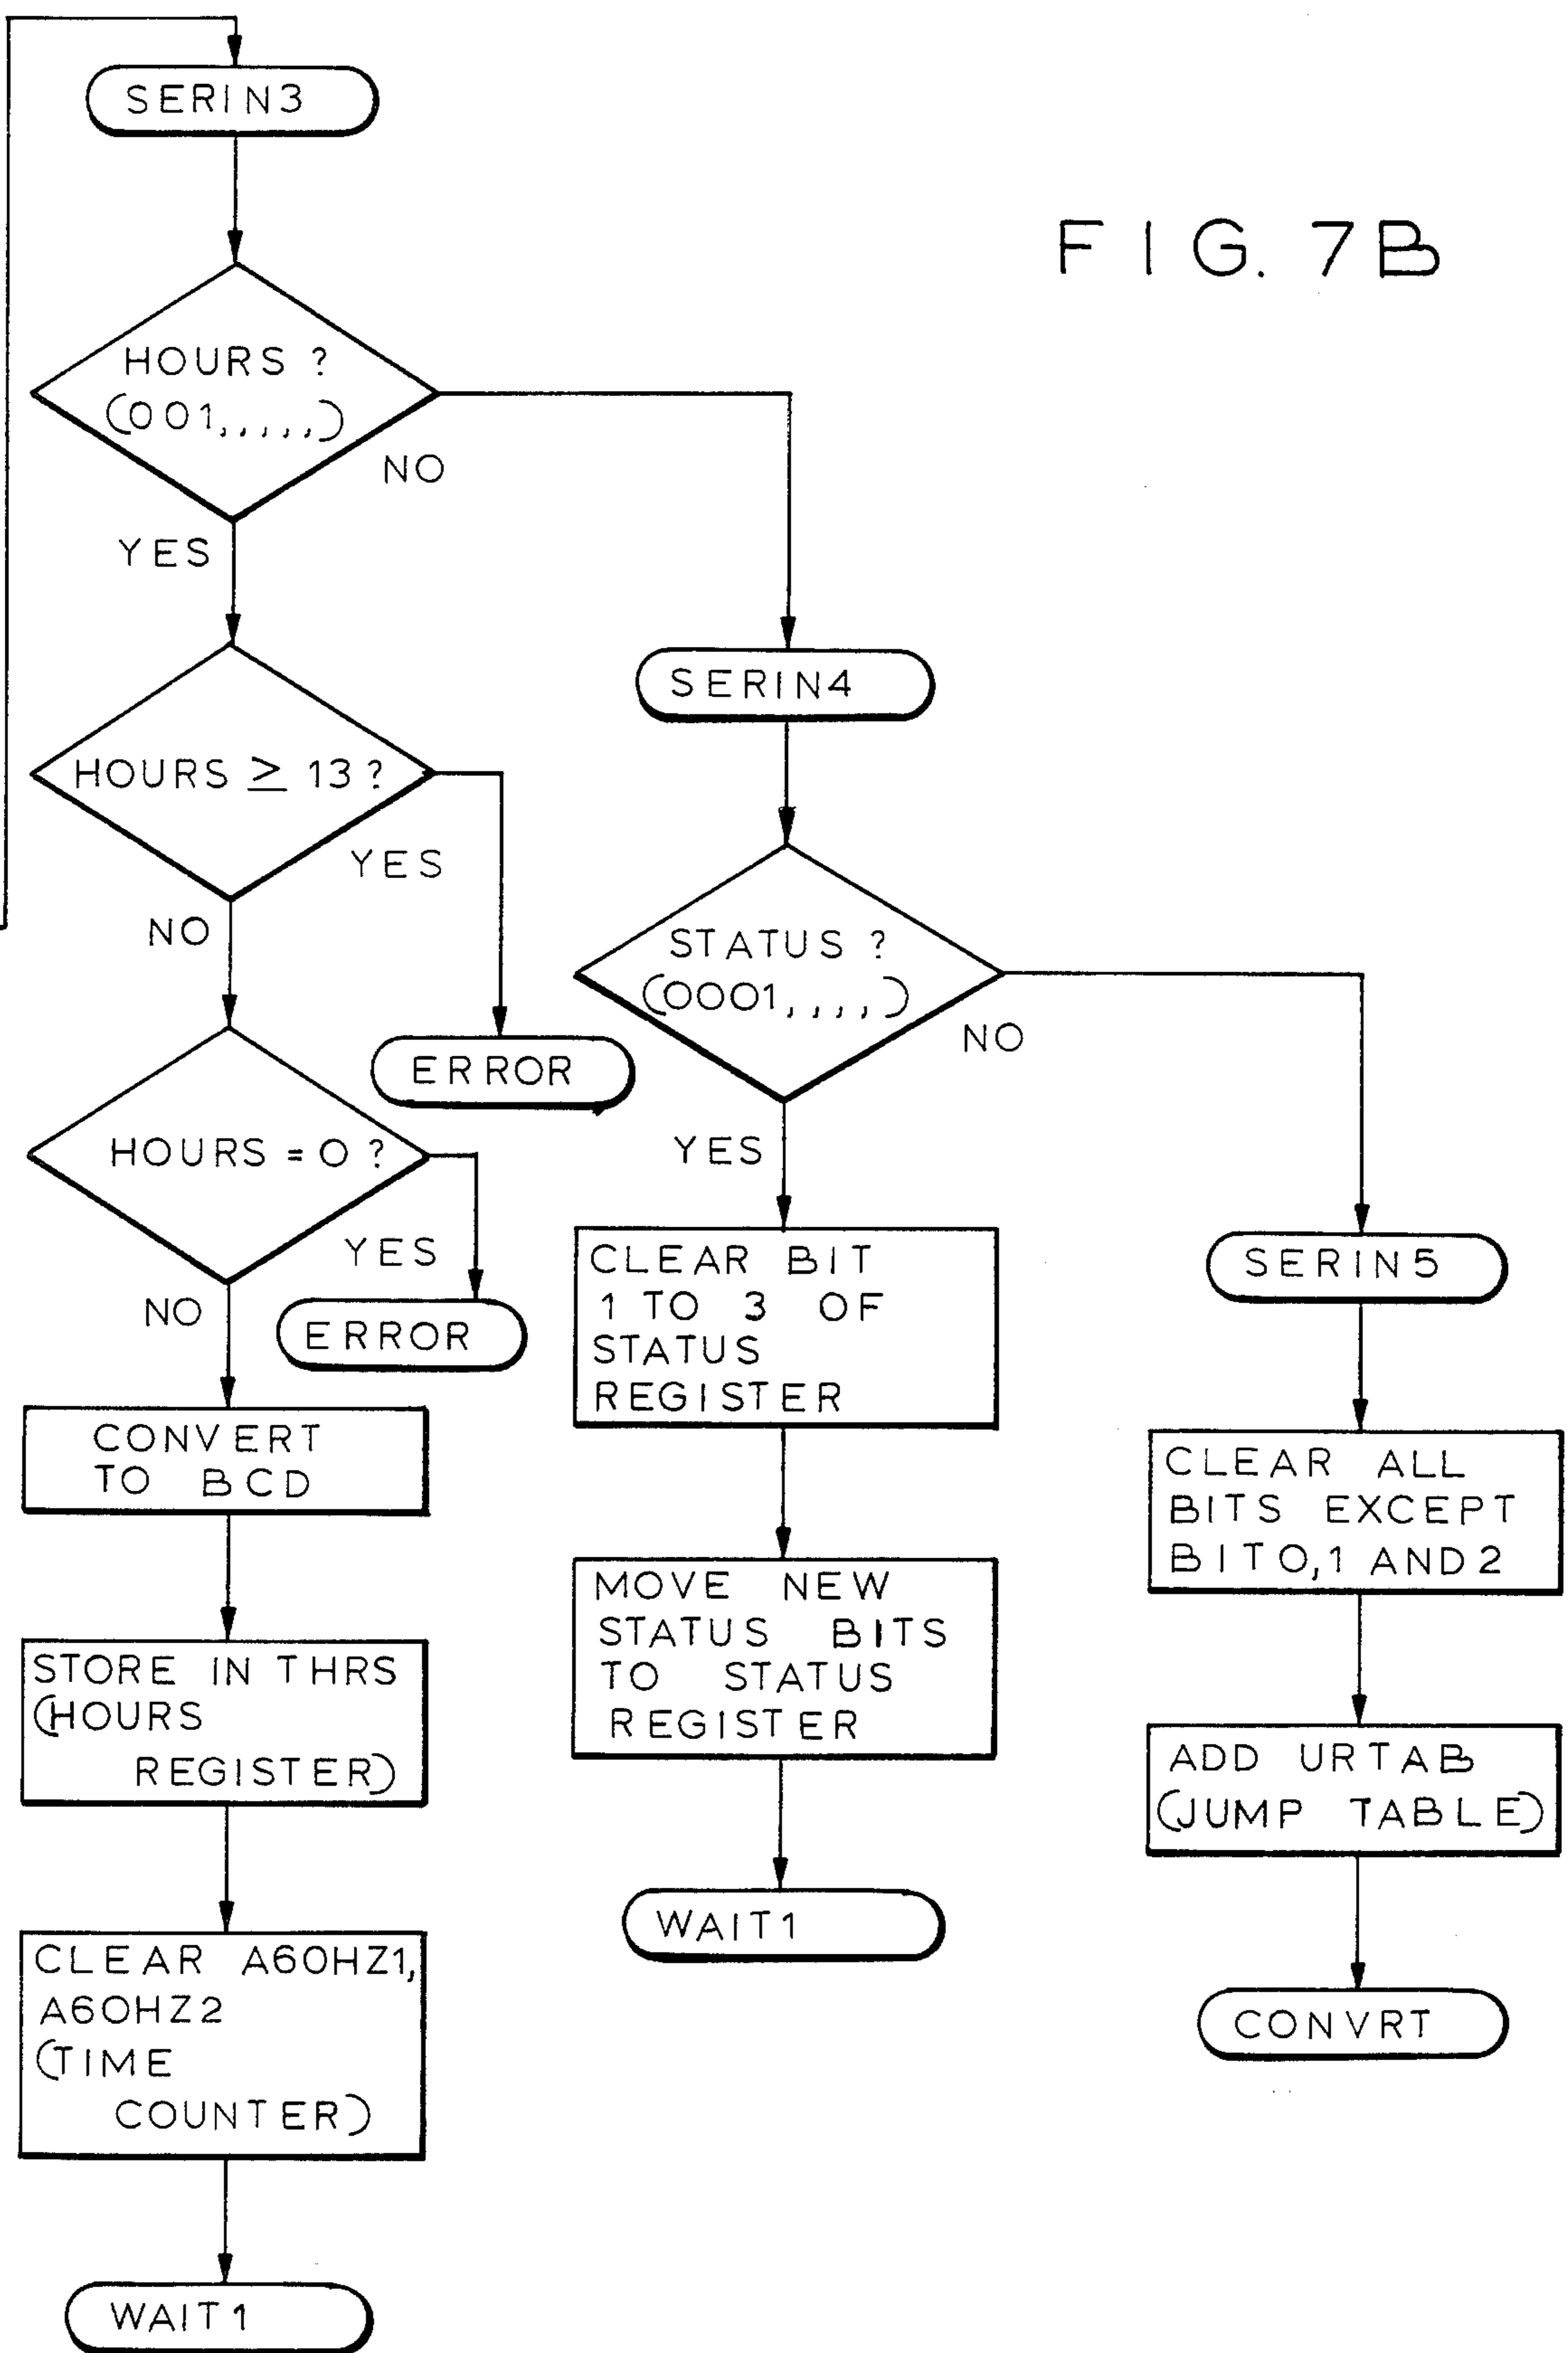 FIG. 7B
SERIN3
HOURS ?
(001,,,,,)
NO
YES
HOURS ≥ 13 ?
YES
NO
ERROR
HOURS = 0 ?
YES
NO
ERROR
CONVERT
TO BCD
STORE IN THRS
(HOURS
REGISTER)
CLEAR A60HZ1,
A60HZ2
(TIME
COUNTER)
WAIT1
SERIN4
STATUS ?
(0001,,,,)
NO
YES
CLEAR BIT
1 TO 3 OF
STATUS
REGISTER
MOVE NEW
STATUS BITS
TO STATUS
REGISTER
WAIT1
SERIN5
CLEAR ALL
BITS EXCEPT
BIT0,1 AND 2
ADD URTAB
(JUMP TABLE)
CONVRT